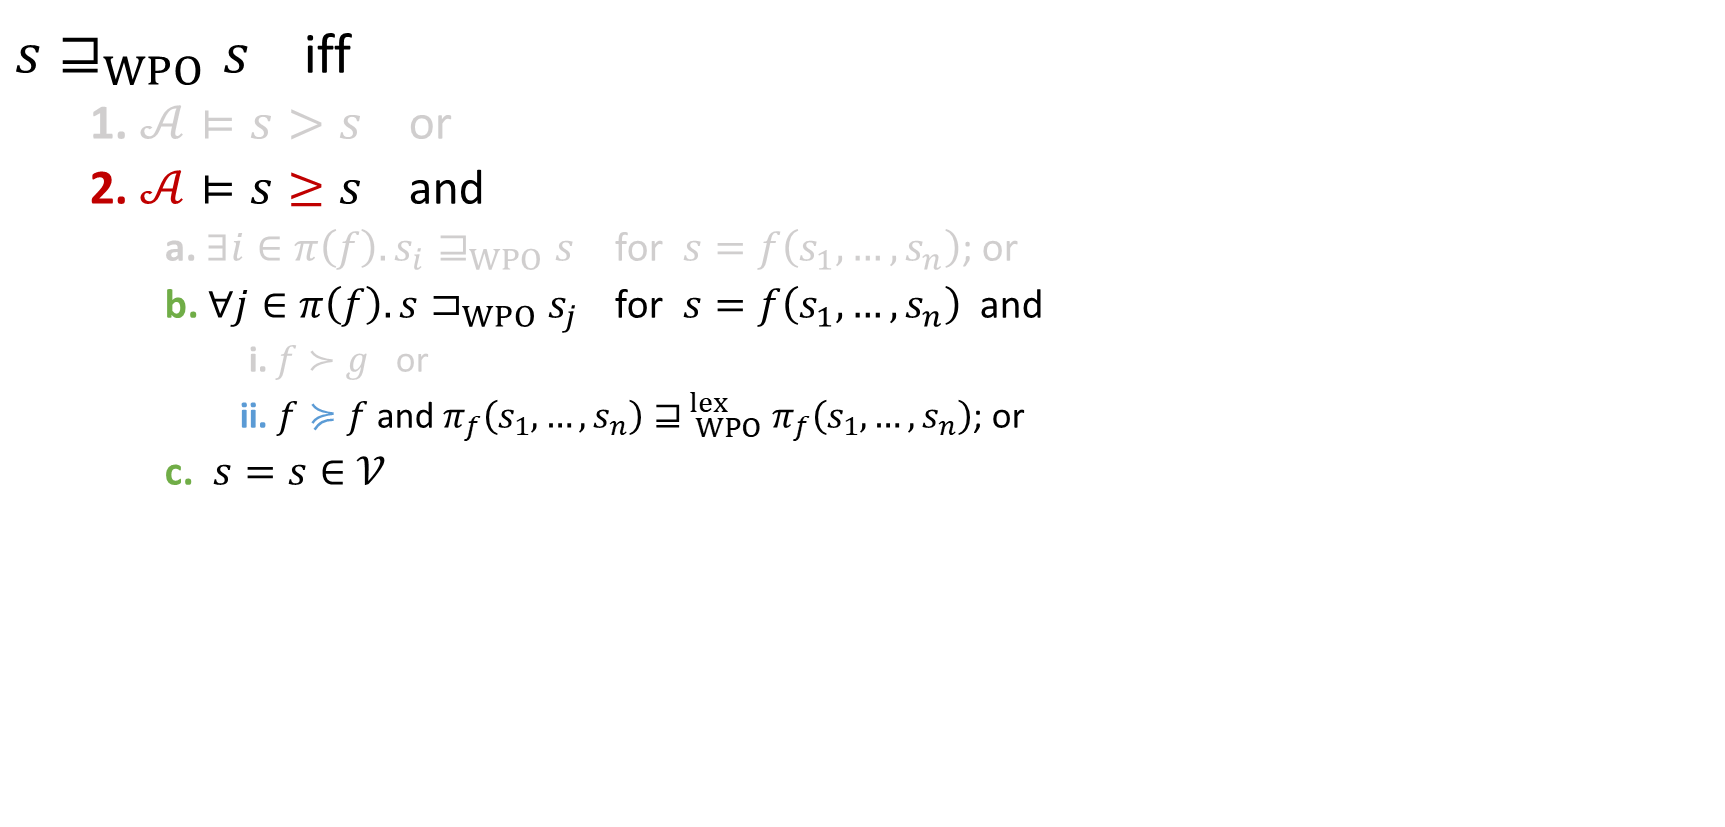 s ⊒_WPO s iff
1. 𝒜 ⊨ s > s or
2. 𝒜 ⊨ s ≥ s and
a. ∃i ∈ π(f). s_i ⊒_WPO s for s = f(s_1, … , s_n); or
b. ∀j ∈ π(f). s ⊐_WPO s_j for s = f(s_1, … , s_n) and
i. f ≻ g or
ii. f ≽ f and π_f(s_1, … , s_n) ⊒^lex_WPO π_f(s_1, … , s_n); or
c. s = s ∈ 𝒱